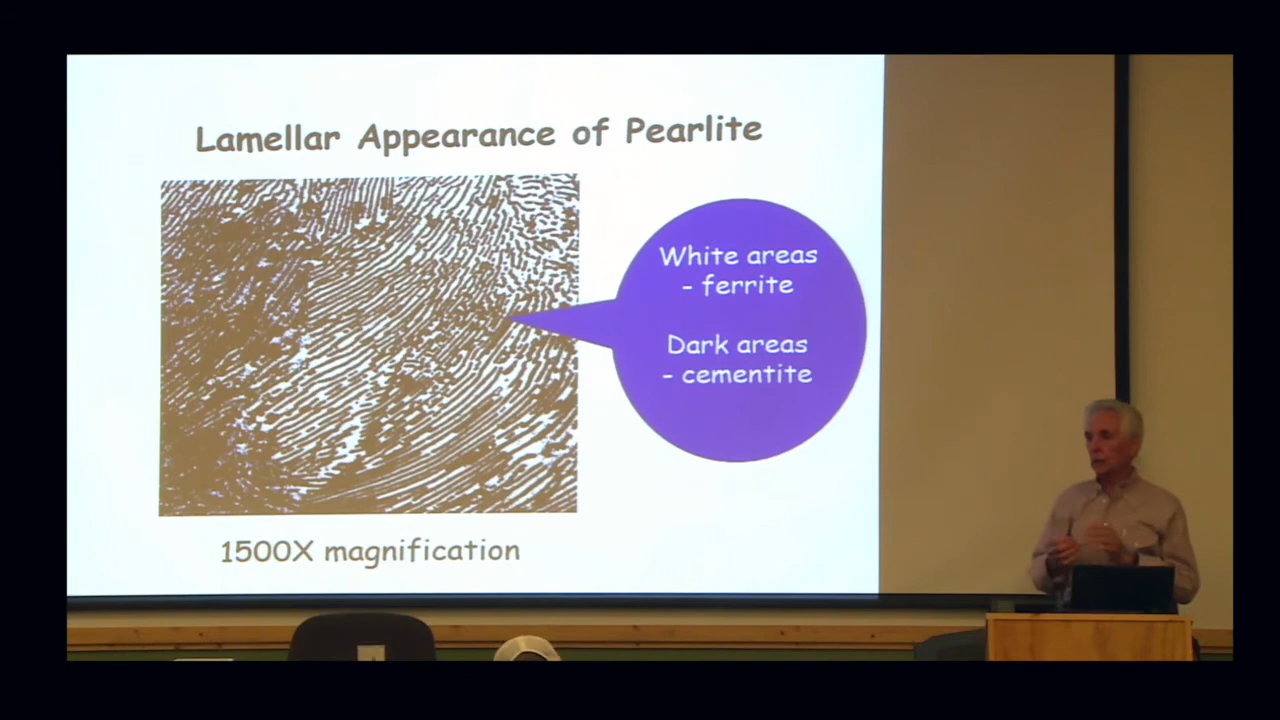 Lamellar Appearance of Pearlite
White areas
- ferrite
Dark areas
- cementite
1500X magnification